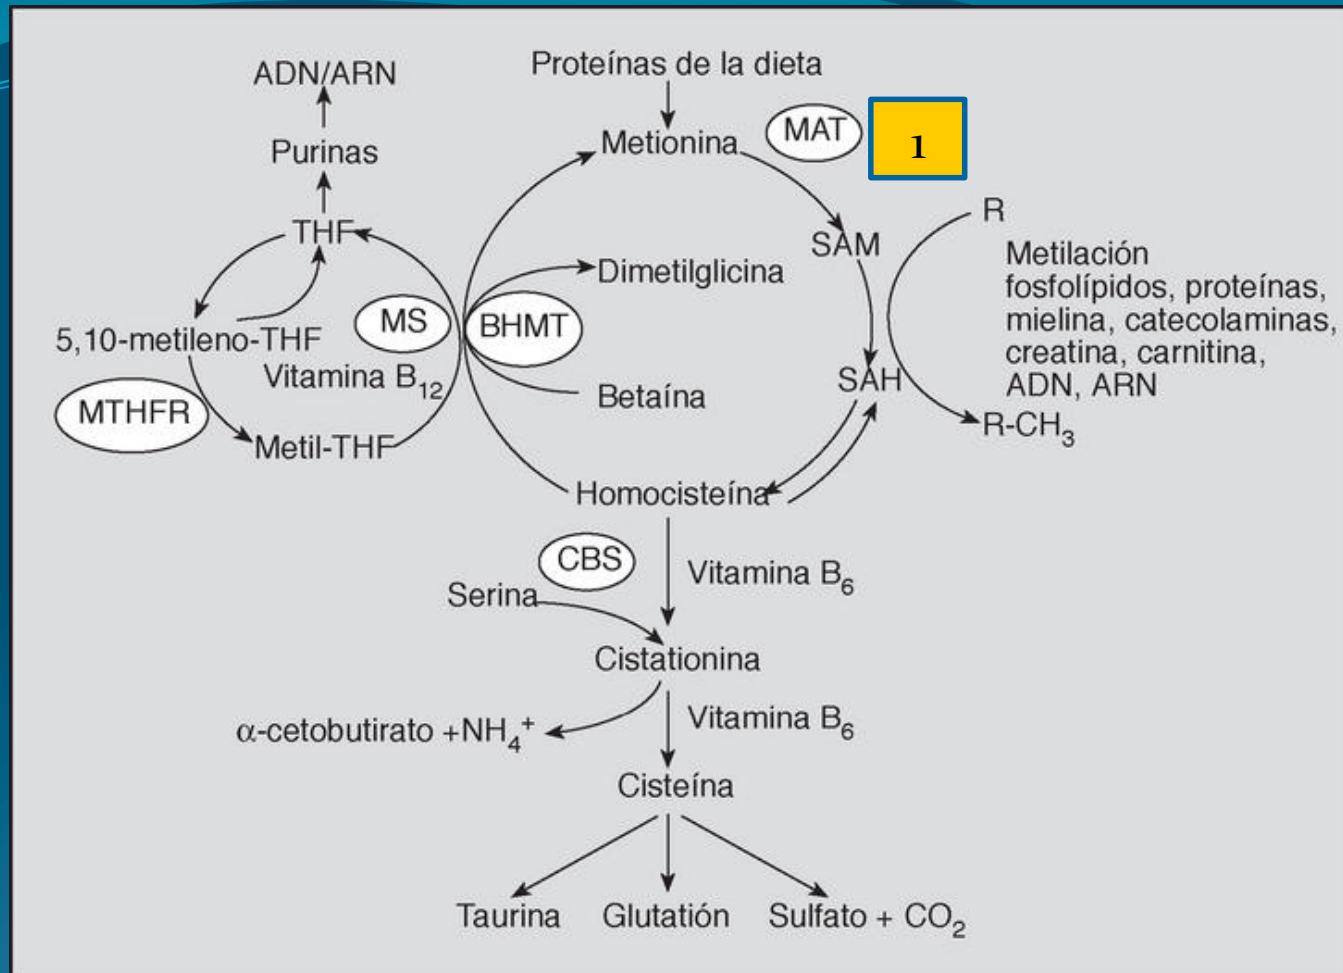 ADN/ARN
Purinas
THF
5,10-metileno-THF
MTHFR
Vitamina B12
Metil-THF
MS
BHMT
Proteínas de la dieta
Metionina
MAT
1
SAM
Dimetilglicina
Betaína
SAH
Homocisteína
R
Metilación
fosfolípidos, proteínas,
mielina, catecolaminas,
creatina, carnitina,
ADN, ARN
R-CH3
CBS
Vitamina B6
Serina
Cistationina
α-cetobutirato +NH4+
Vitamina B6
Cisteína
Taurina
Glutatión
Sulfato + CO2